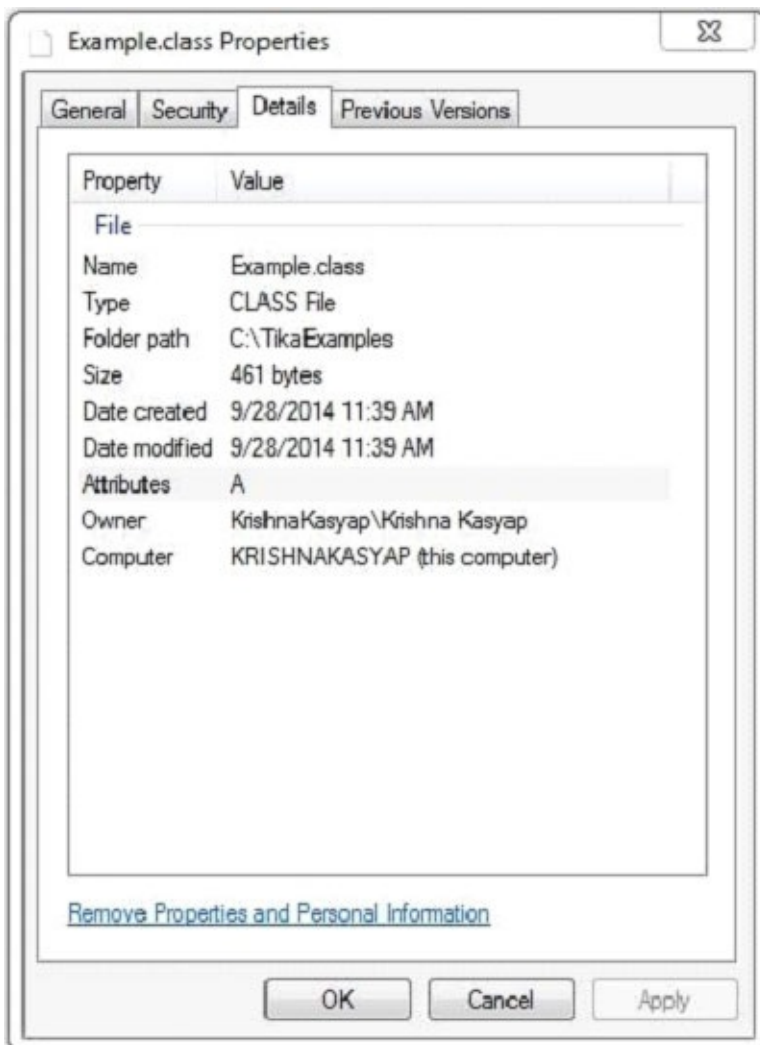 Example.class Properties
General Security Details Previous Versions
Property Value
File
Name Example.class
Type CLASS File
Folder path C:\TikaExamples
Size 461 bytes
Date created 9/28/2014 11:39 AM
Date modified 9/28/2014 11:39 AM
Attributes A
Owner KrishnaKasyap\Krishna Kasyap
Computer KRISHNAKASYAP (this computer)
Remove Properties and Personal Information
OK Cancel Apply